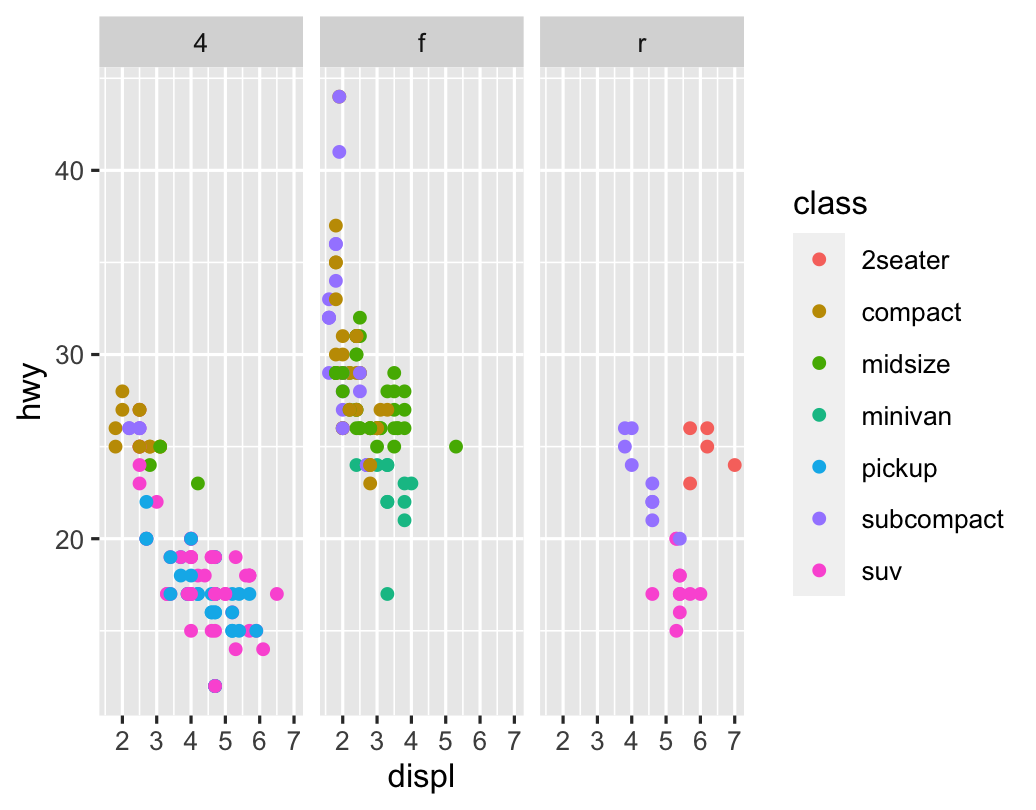 4 f r
40
30
20
hwy
2 3 4 5 6 7 2 3 4 5 6 7 2 3 4 5 6 7
displ
class
2seater
compact
midsize
minivan
pickup
subcompact
suv